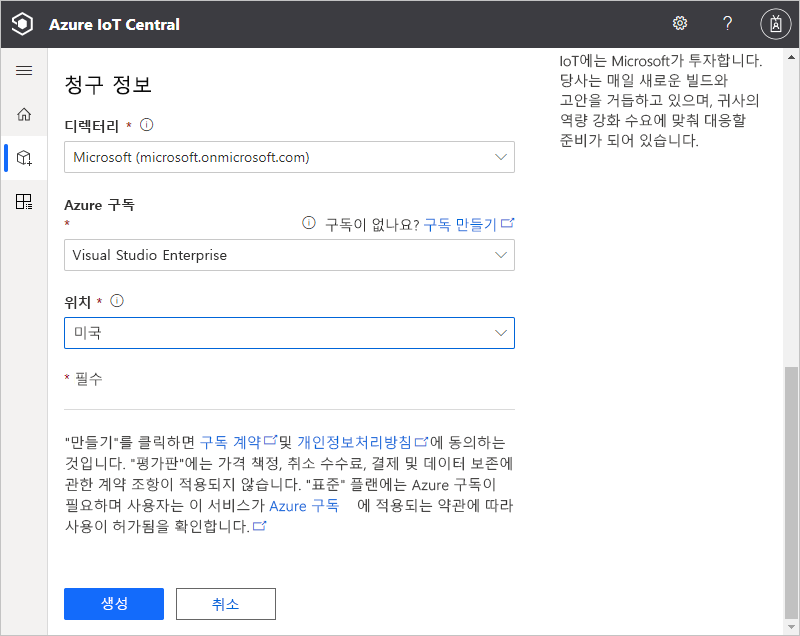 Azure IoT Central
?
청구 정보
디렉터리 *
Microsoft (microsoft.onmicrosoft.com)
Azure 구독
*
구독이 없나요? 구독 만들기
Visual Studio Enterprise
위치 *
미국
* 필수
"만들기"를 클릭하면 구독 계약 및 개인정보처리방침 에 동의하는
것입니다. "평가판"에는 가격 책정, 취소 수수료, 결제 및 데이터 보존에
관한 계약 조항이 적용되지 않습니다. "표준" 플랜에는 Azure 구독이
필요하며 사용자는 이 서비스가 Azure 구독 에 적용되는 약관에 따라
사용이 허가됨을 확인합니다.
생성
취소
IoT에는 Microsoft가 투자합니다.
당사는 매일 새로운 빌드와
고안을 거듭하고 있으며, 귀사의
역량 강화 수요에 맞춰 대응할
준비가 되어 있습니다.